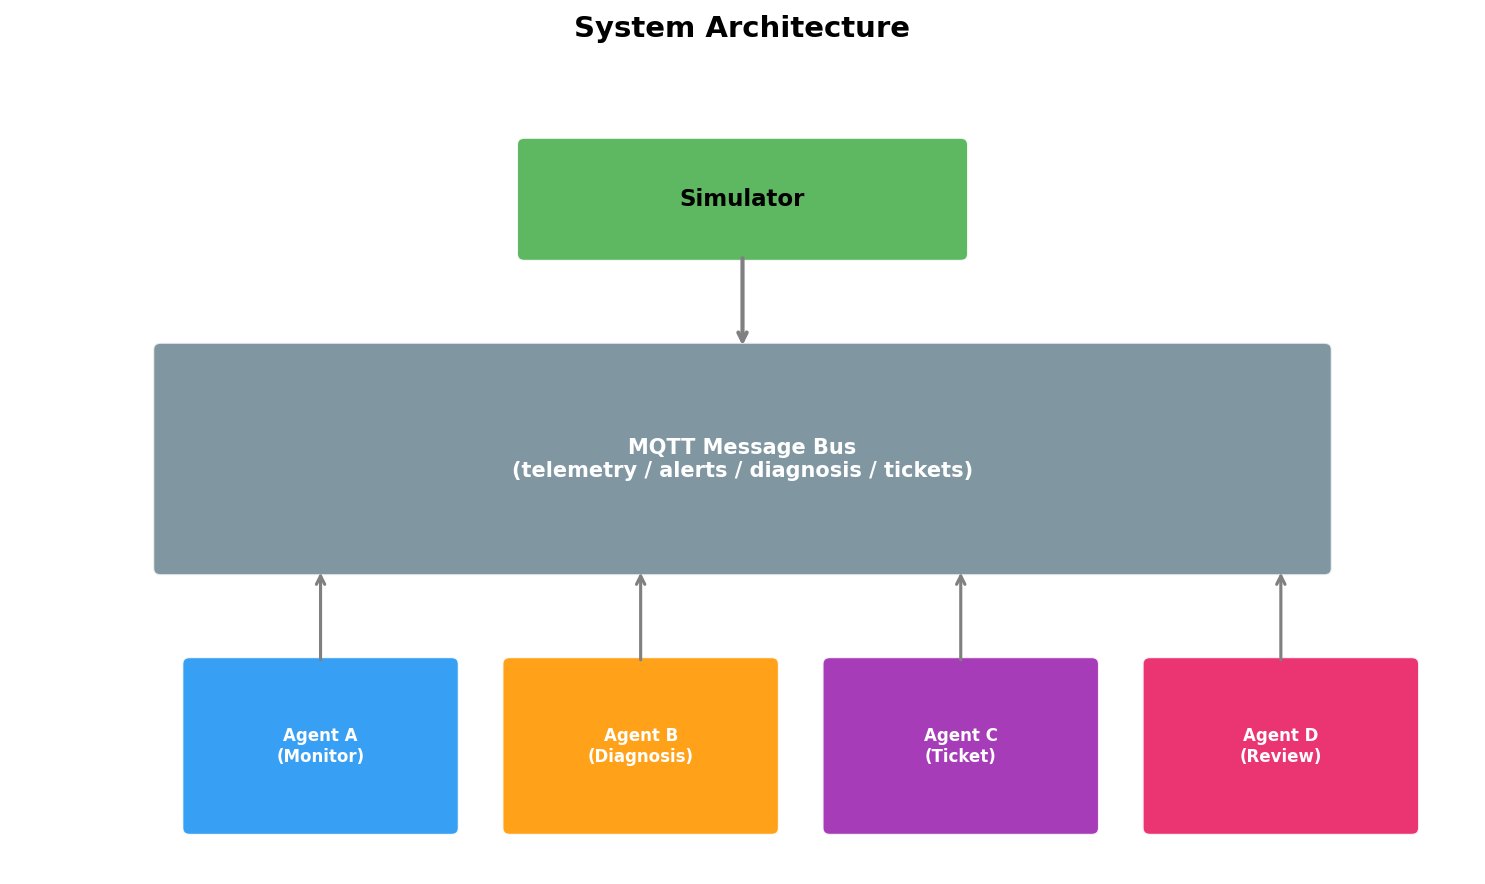 System Architecture
Simulator
MQTT Message Bus
(telemetry / alerts / diagnosis / tickets)
Agent A
(Monitor)
Agent B
(Diagnosis)
Agent C
(Ticket)
Agent D
(Review)